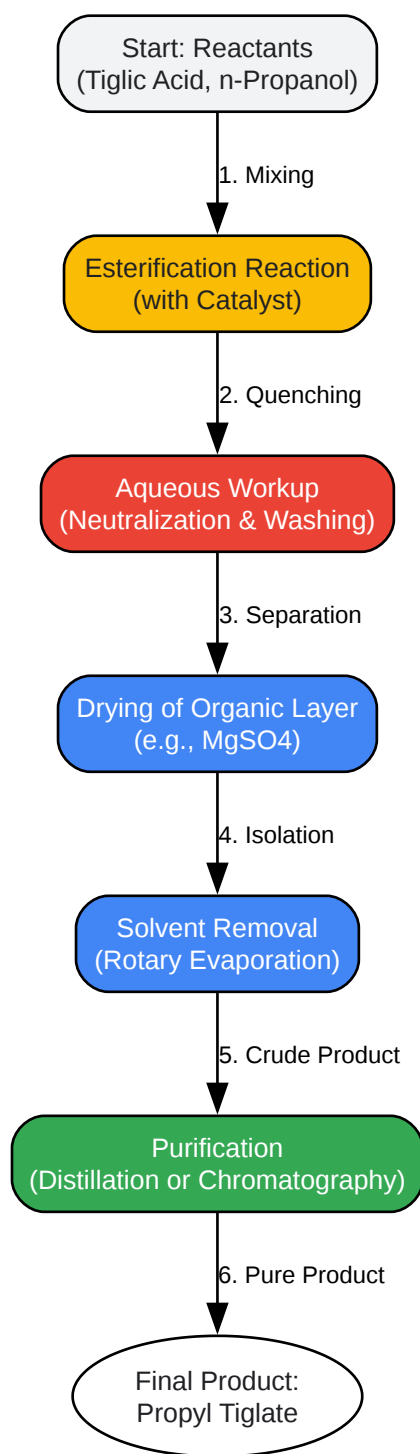 Start: Reactants
(Tiglic Acid, n-Propanol)
1. Mixing
Esterification Reaction
(with Catalyst)
2. Quenching
Aqueous Workup
(Neutralization & Washing)
3. Separation
Drying of Organic Layer
(e.g., MgSO4)
4. Isolation
Solvent Removal
(Rotary Evaporation)
5. Crude Product
Purification
(Distillation or Chromatography)
6. Pure Product
Final Product:
Propyl Tiglate